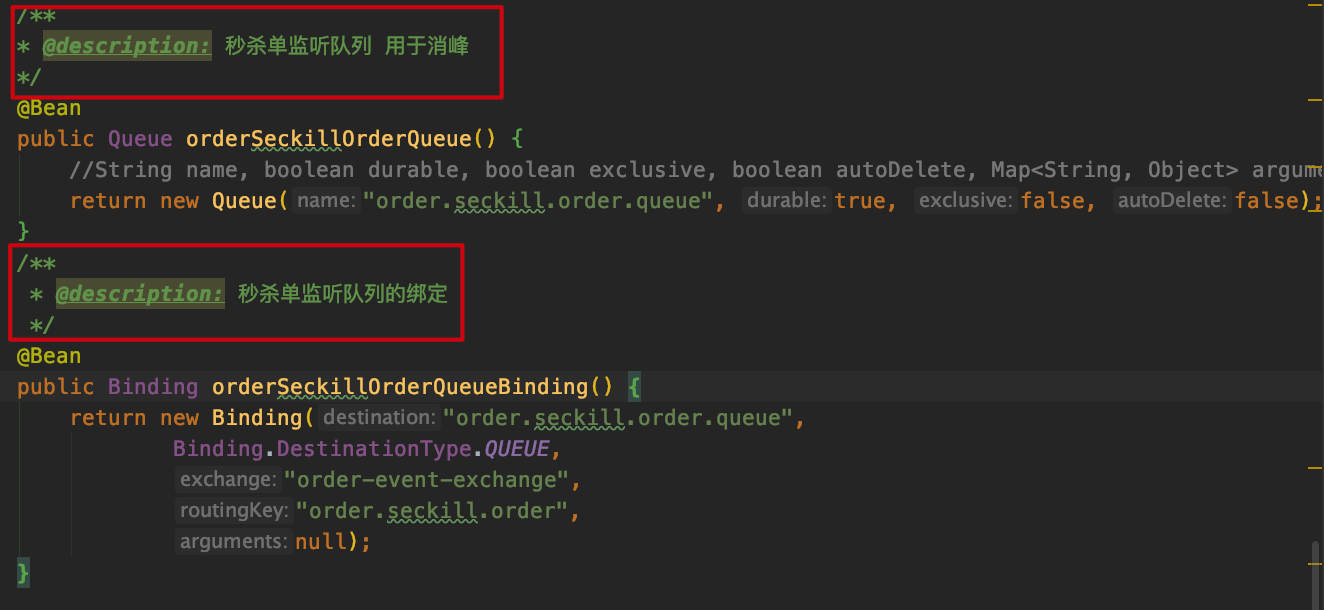 /**
* @description: 秒杀单监听队列 用于消峰
*/
@Bean
public Queue orderSeckillOrderQueue() {
//String name, boolean durable, boolean exclusive, boolean autoDelete, Map<String, Object> argume
return new Queue( name: "order.seckill.order.queue", durable: true, exclusive: false, autoDelete: false);
}
/**
* @description: 秒杀单监听队列的绑定
*/
@Bean
public Binding orderSeckillOrderQueueBinding() {
return new Binding( destination: "order.seckill.order.queue",
Binding.DestinationType.QUEUE,
exchange: "order-event-exchange",
routingKey: "order.seckill.order",
arguments: null);
}